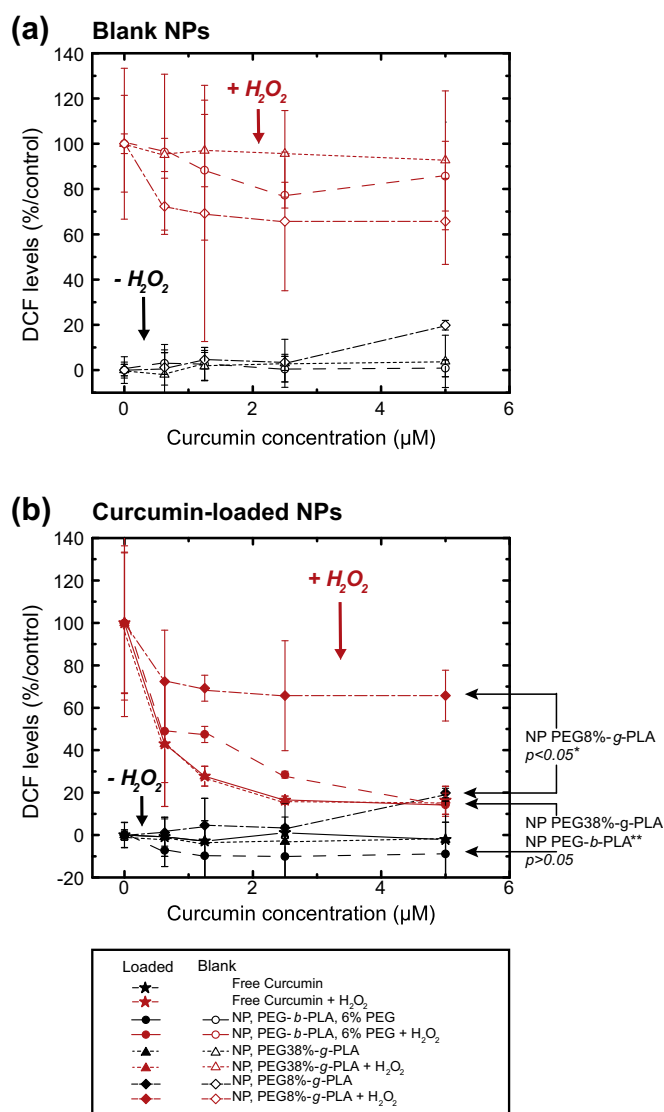 (a) Blank NPs
140
120
100
80
60
40
20
0
DCF levels (%/control)
+ H₂O₂
- H₂O₂
0 2 4 6
Curcumin concentration (µM)
(b) Curcumin-loaded NPs
140
120
100
80
60
40
20
0
-20
DCF levels (%/control)
+ H₂O₂
- H₂O₂
NP PEG8%-g-PLA
p<0.05*
NP PEG38%-g-PLA
NP PEG-b-PLA**
p>0.05
0 2 4 6
Curcumin concentration (µM)
Loaded Blank
Free Curcumin
Free Curcumin + H₂O₂
NP, PEG-b-PLA, 6% PEG
NP, PEG-b-PLA, 6% PEG + H₂O₂
NP, PEG38%-g-PLA
NP, PEG38%-g-PLA + H₂O₂
NP, PEG8%-g-PLA
NP, PEG8%-g-PLA + H₂O₂